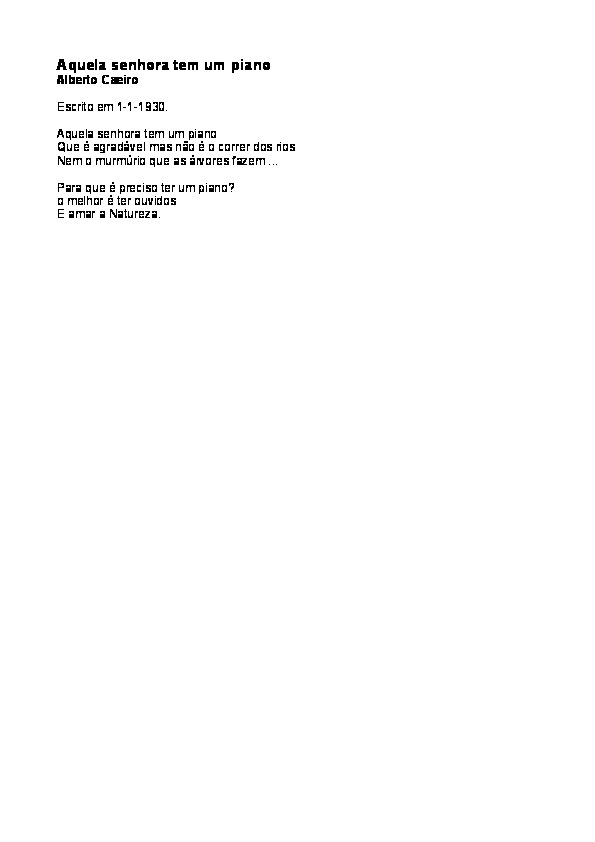 Aquela senhora tem um piano
Alberto Caeiro
Escrito em 1-1-1930.
Aquela senhora tem um piano
Que é agradável mas não é o correr dos rios
Nem o murmúrio que as árvores fazem ...
Para que é preciso ter um piano?
o melhor é ter ouvidos
E amar a Natureza.